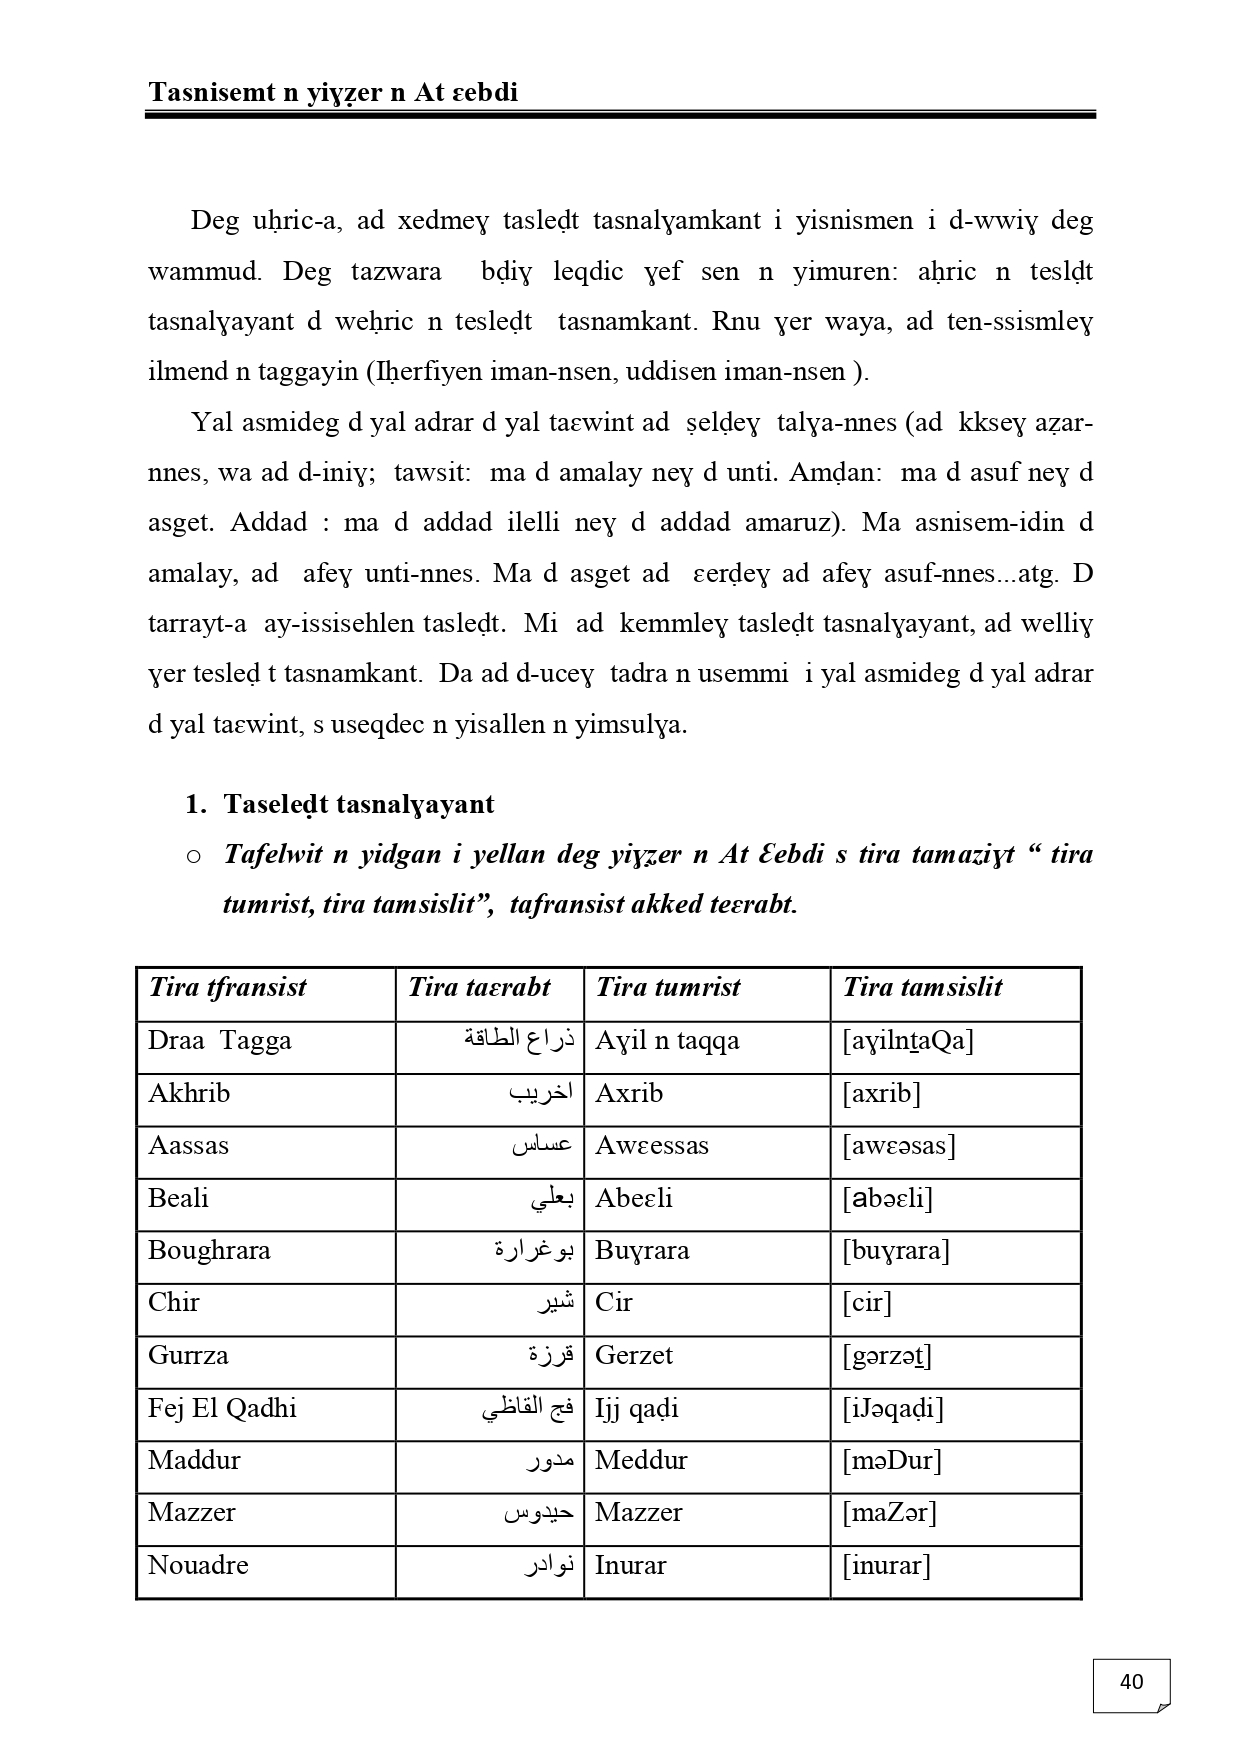 Tasnisemt n yiɣẓer n At ɛebdi
Deg uḥric-a, ad xedmeɣ tasleḍt tasnalɣamkant i yisnismen i d-wwiɣ deg
wammud. Deg tazwara bḍiɣ leqdic ɣef sen n yimuren: aḥric n teslḍt
tasnalɣayant d weḥric n tesleḍt tasnamkant. Rnu ɣer waya, ad ten-ssismleɣ
ilmend n taggayin (Iḥerfiyen iman-nsen, uddisen iman-nsen ).
Yal asmideg d yal adrar d yal taɛwint ad ṣelḍeɣ talɣa-nnes (ad kkseɣ aẓar-
nnes, wa ad d-iniɣ; tawsit: ma d amalay neɣ d unti. Amḍan: ma d asuf neɣ d
asget. Addad : ma d addad ilelli neɣ d addad amaruz). Ma asnisem-idin d
amalay, ad afeɣ unti-nnes. Ma d asget ad ɛerḍeɣ ad afeɣ asuf-nnes...atg. D
tarrayt-a ay-issisehlen tasleḍt. Mi ad kemmleɣ tasleḍt tasnalɣayant, ad welliɣ
ɣer tesleḍ t tasnamkant. Da ad d-uceɣ tadra n usemmi i yal asmideg d yal adrar
d yal taɛwint, s useqdec n yisallen n yimsulɣa.
1. Taseleḍt tasnalɣayant
o Tafelwit n yidgan i yellan deg yiɣẓer n At Ɛebdi s tira tamaziɣt “ tira
tumrist, tira tamsislit”, tafransist akked teɛrabt.
Tira tfransist Tira taɛrabt Tira tumrist Tira tamsislit
Draa Tagga ذراع الطاقة Aɣil n taqqa [aɣilnṯaQa]
Akhrib اخريب Axrib [axrib]
Aassas عساس Awɛessas [awɛəsas]
Beali بعلي Abeɛli [abəɛli]
Boughrara بوغرارة Buɣrara [buɣrara]
Chir شير Cir [cir]
Gurrza قرزة Gerzet [gərzəṯ]
Fej El Qadhi فج القاظي Ijj qaḍi [iJəqaḍi]
Maddur مدور Meddur [məDur]
Mazzer حيدوس Mazzer [maZər]
Nouadre نوادر Inurar [inurar]
40